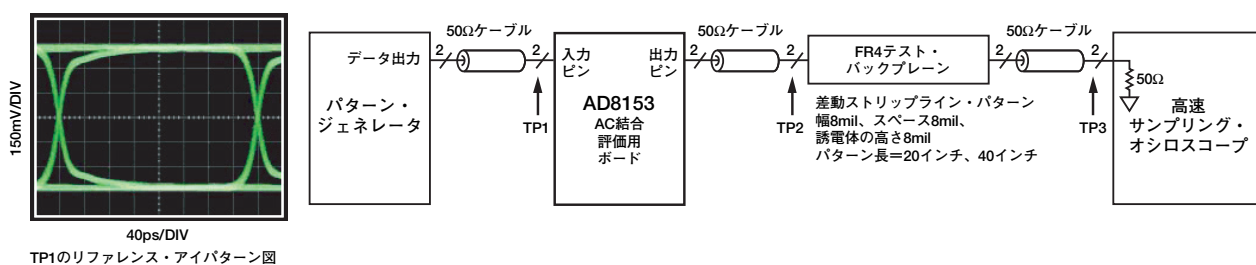 150mV/DIV
40ps/DIV
TP1のリファレンス・アイパターン図
データ出力
パターン・
ジェネレータ
2
50Ωケーブル
2
TP1
入力
ピン
出力
ピン
AD8153
AC結合
評価用
ボード
2
50Ωケーブル
2
TP2
FR4テスト・
バックプレーン
差動ストリップライン・パターン
幅8mil、スペース8mil、
誘電体の高さ8mil
パターン長=20インチ、40インチ
2
50Ωケーブル
2
TP3
50Ω
高速
サンプリング・
オシロスコープ